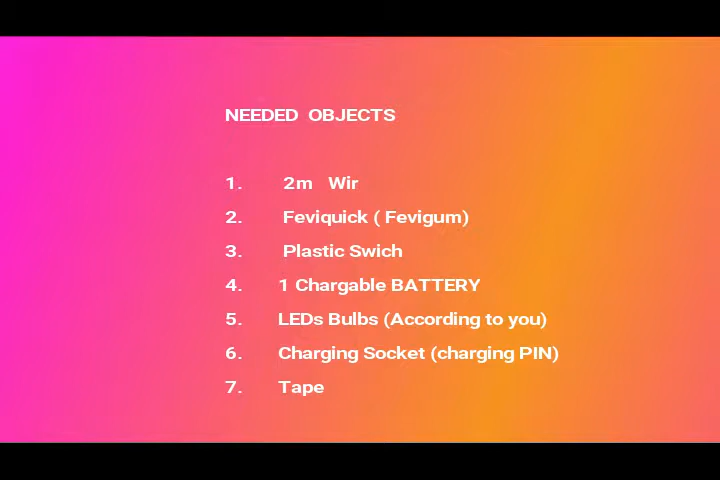 NEEDED OBJECTS
1. 2m Wir
2. Feviquick ( Fevigum)
3. Plastic Swich
4. 1 Chargable BATTERY
5. LEDs Bulbs (According to you)
6. Charging Socket (charging PIN)
7. Tape